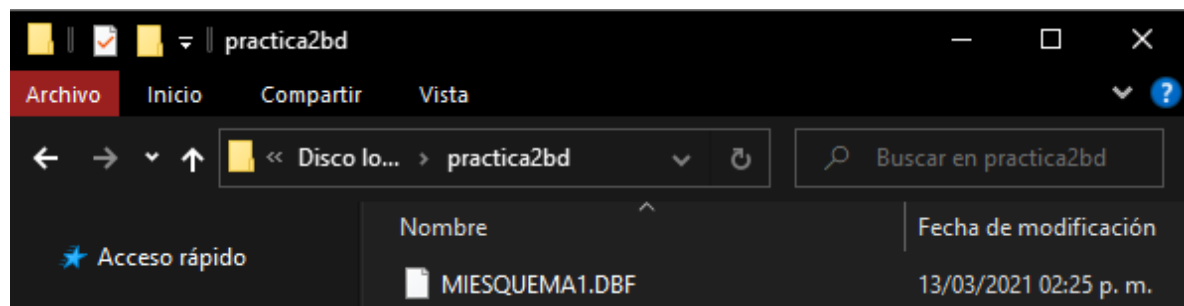 practica2bd
Archivo Inicio Compartir Vista
« Disco lo... › practica2bd Buscar en practica2bd
Nombre Fecha de modificación
Acceso rápido
MIESQUEMA1.DBF 13/03/2021 02:25 p. m.